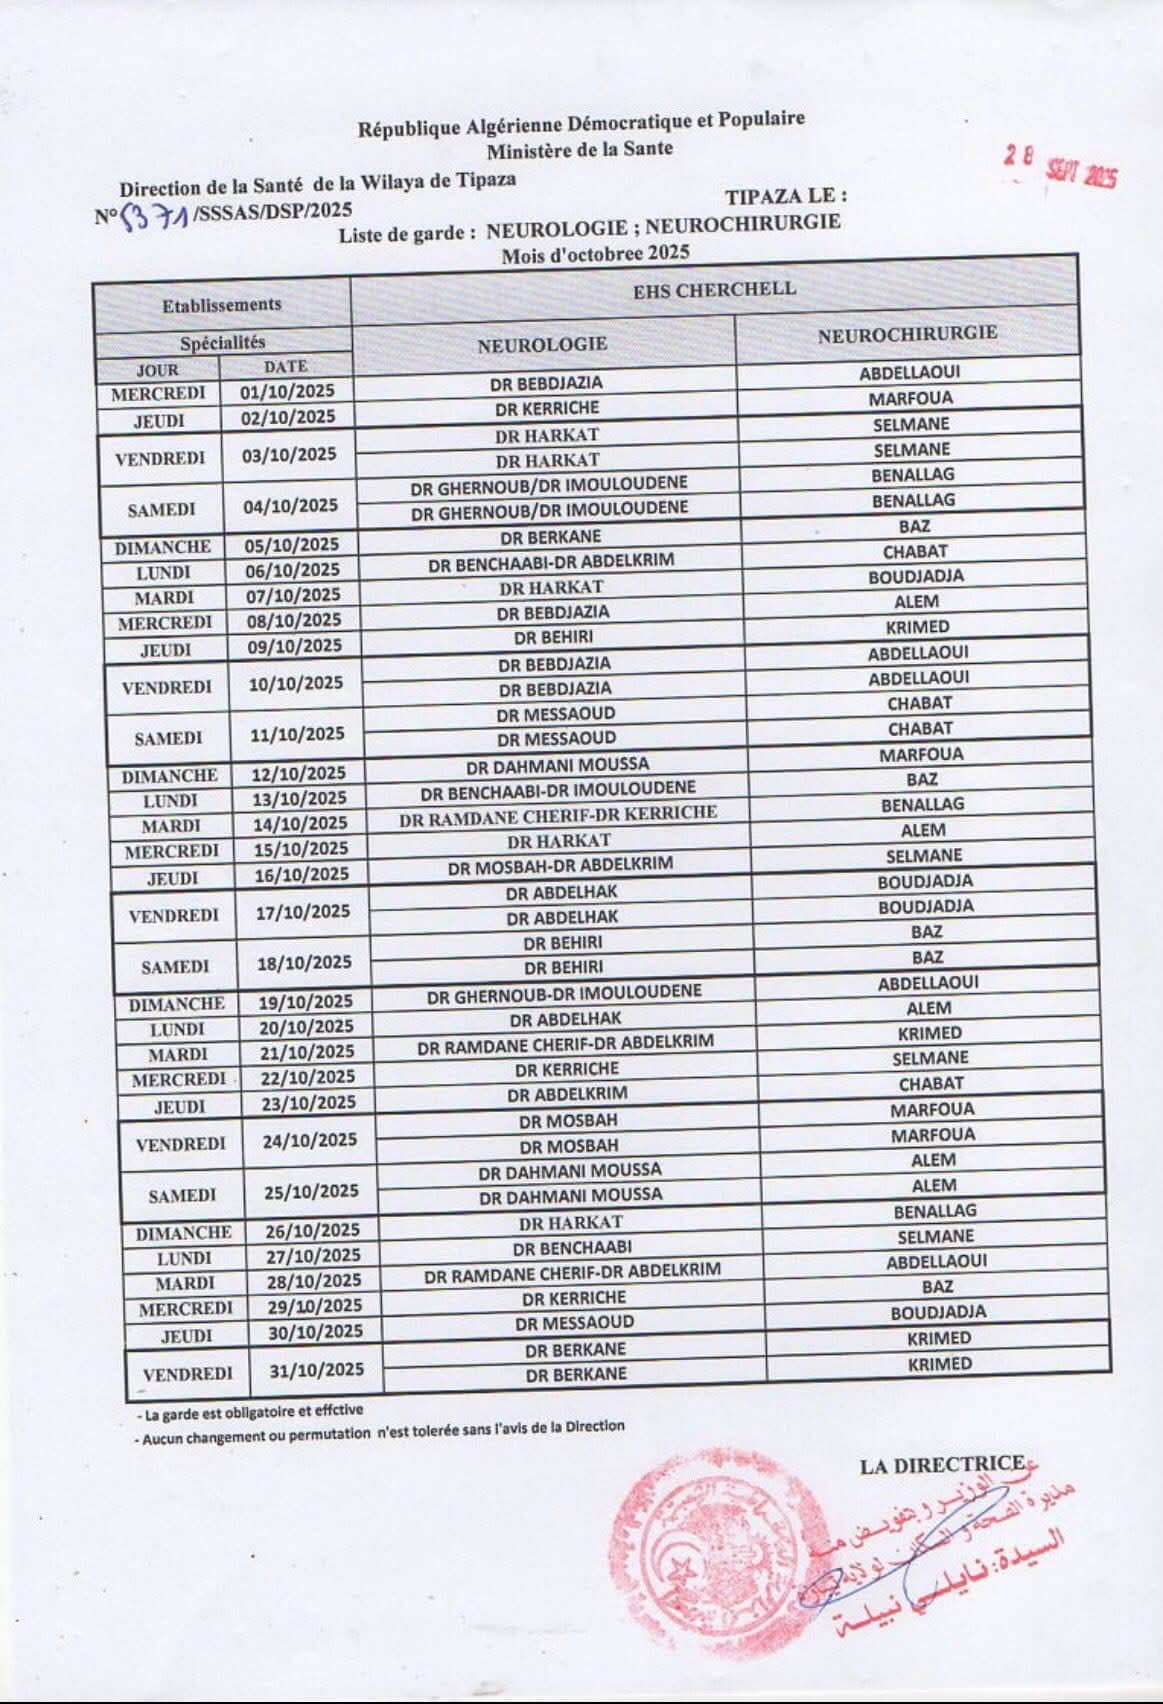 République Algérienne Démocratique et Populaire
Ministère de la Sante
28 SEPT 2025
Direction de la Santé de la Wilaya de Tipaza
TIPAZA LE :
N° 5371 /SSSAS/DSP/2025
Liste de garde : NEUROLOGIE ; NEUROCHIRURGIE
Mois d'octobree 2025
Etablissements EHS CHERCHELL
Spécialités NEUROLOGIE NEUROCHIRURGIE
JOUR DATE
MERCREDI 01/10/2025 DR BEBDJAZIA ABDELLAOUI
JEUDI 02/10/2025 DR KERRICHE MARFOUA
VENDREDI 03/10/2025 DR HARKAT SELMANE
DR HARKAT SELMANE
SAMEDI 04/10/2025 DR GHERNOUB/DR IMOULOUDENE BENALLAG
DR GHERNOUB/DR IMOULOUDENE BENALLAG
DIMANCHE 05/10/2025 DR BERKANE BAZ
LUNDI 06/10/2025 DR BENCHAABI-DR ABDELKRIM CHABAT
MARDI 07/10/2025 DR HARKAT BOUDJADJA
MERCREDI 08/10/2025 DR BEBDJAZIA ALEM
JEUDI 09/10/2025 DR BEHIRI KRIMED
VENDREDI 10/10/2025 DR BEBDJAZIA ABDELLAOUI
DR BEBDJAZIA ABDELLAOUI
SAMEDI 11/10/2025 DR MESSAOUD CHABAT
DR MESSAOUD CHABAT
DIMANCHE 12/10/2025 DR DAHMANI MOUSSA MARFOUA
LUNDI 13/10/2025 DR BENCHAABI-DR IMOULOUDENE BAZ
MARDI 14/10/2025 DR RAMDANE CHERIF-DR KERRICHE BENALLAG
MERCREDI 15/10/2025 DR HARKAT ALEM
JEUDI 16/10/2025 DR MOSBAH-DR ABDELKRIM SELMANE
VENDREDI 17/10/2025 DR ABDELHAK BOUDJADJA
DR ABDELHAK BOUDJADJA
SAMEDI 18/10/2025 DR BEHIRI BAZ
DR BEHIRI BAZ
DIMANCHE 19/10/2025 DR GHERNOUB-DR IMOULOUDENE ABDELLAOUI
LUNDI 20/10/2025 DR ABDELHAK ALEM
MARDI 21/10/2025 DR RAMDANE CHERIF-DR ABDELKRIM KRIMED
MERCREDI 22/10/2025 DR KERRICHE SELMANE
JEUDI 23/10/2025 DR ABDELKRIM CHABAT
VENDREDI 24/10/2025 DR MOSBAH MARFOUA
DR MOSBAH MARFOUA
SAMEDI 25/10/2025 DR DAHMANI MOUSSA ALEM
DR DAHMANI MOUSSA ALEM
DIMANCHE 26/10/2025 DR HARKAT BENALLAG
LUNDI 27/10/2025 DR BENCHAABI SELMANE
MARDI 28/10/2025 DR RAMDANE CHERIF-DR ABDELKRIM ABDELLAOUI
MERCREDI 29/10/2025 DR KERRICHE BAZ
JEUDI 30/10/2025 DR MESSAOUD BOUDJADJA
VENDREDI 31/10/2025 DR BERKANE KRIMED
DR BERKANE KRIMED
- La garde est obligatoire et effctive
- Aucun changement ou permutation n'est tolerée sans l'avis de la Direction
LA DIRECTRICE
عن الوزير و بتفويض منه
مديرة الصحة و السكان لولاية تيبازة
السيدة: نايلي نبيلة